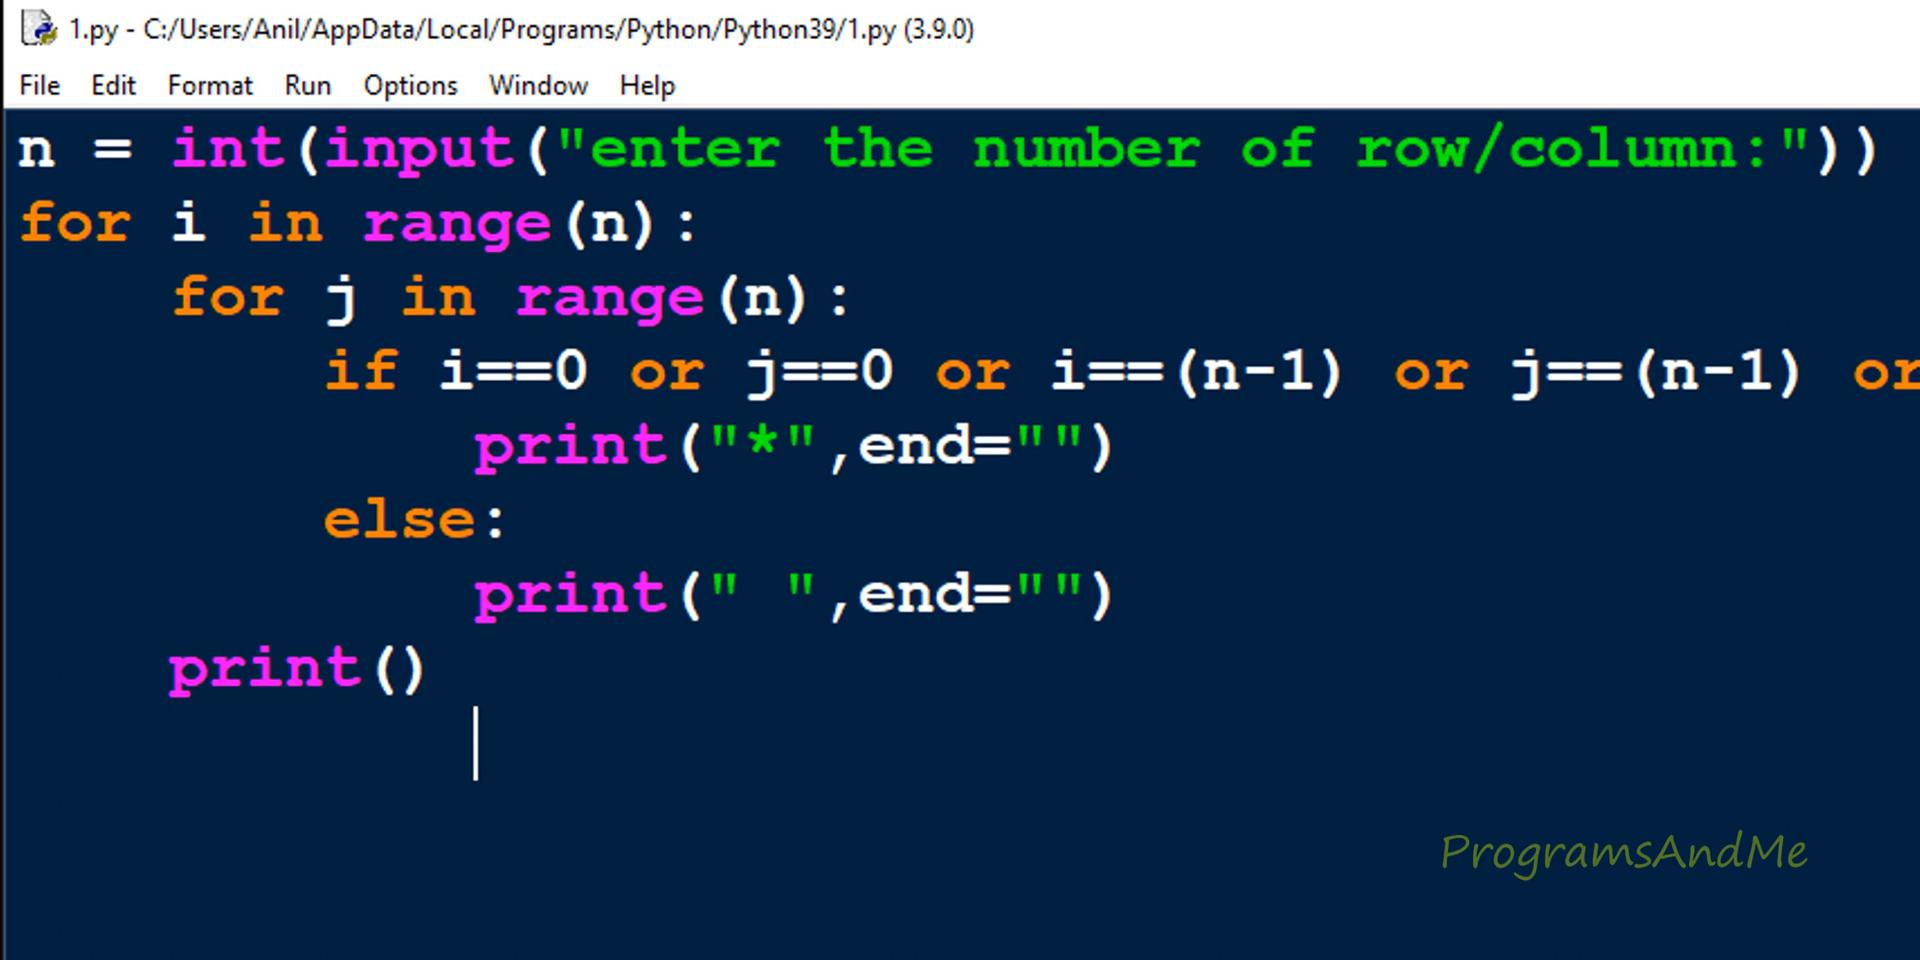 1.py - C:/Users/Anil/AppData/Local/Programs/Python/Python39/1.py (3.9.0)
File Edit Format Run Options Window Help
n = int(input("enter the number of row/column:"))
for i in range(n):
    for j in range(n):
        if i==0 or j==0 or i==(n-1) or j==(n-1) or
            print("*",end="")
        else:
            print(" ",end="")
    print()
ProgramsAndMe